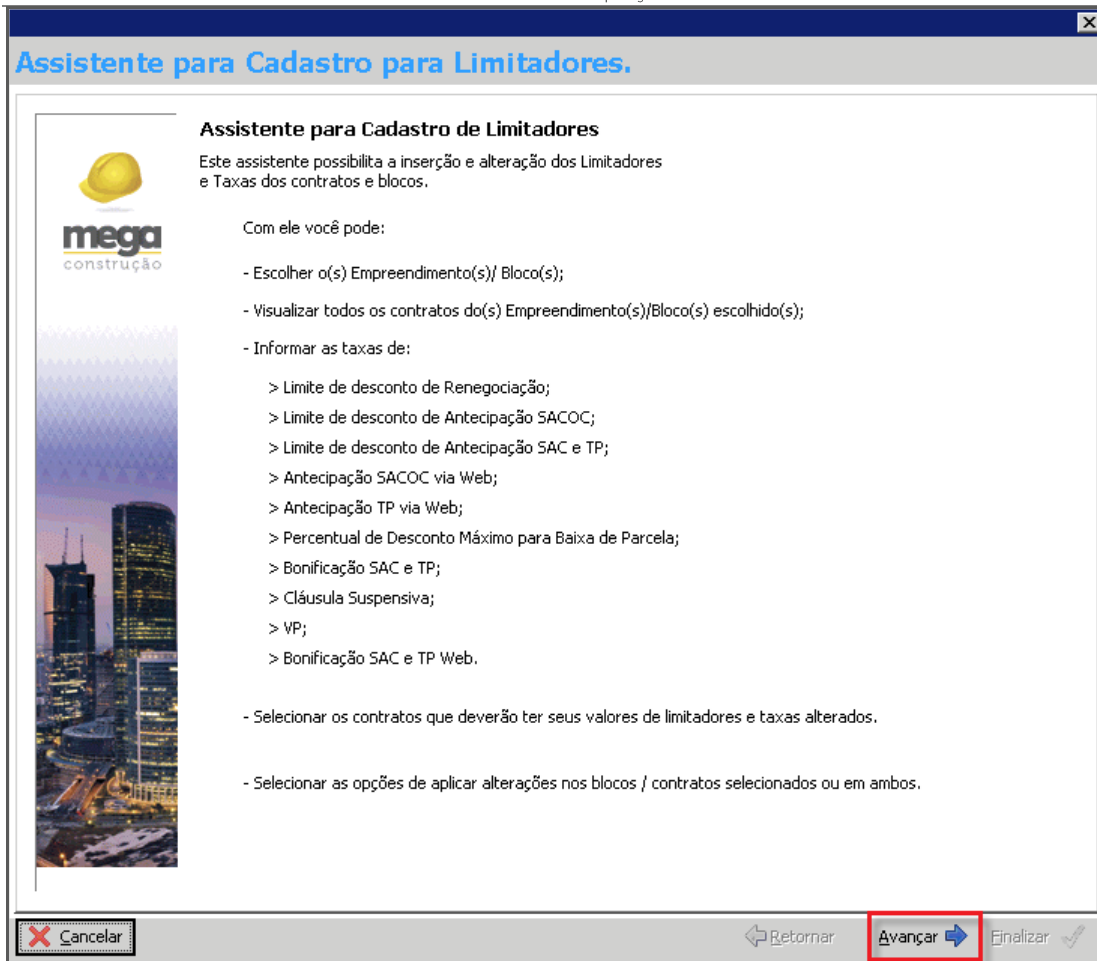 Assistente para Cadastro para Limitadores.
Assistente para Cadastro de Limitadores
Este assistente possibilita a inserção e alteração dos Limitadores
e Taxas dos contratos e blocos.
mega
construção
Com ele você pode:
- Escolher o(s) Empreendimento(s)/ Bloco(s);
- Visualizar todos os contratos do(s) Empreendimento(s)/Bloco(s) escolhido(s);
- Informar as taxas de:
> Limite de desconto de Renegociação;
> Limite de desconto de Antecipação SACOC;
> Limite de desconto de Antecipação SAC e TP;
> Antecipação SACOC via Web;
> Antecipação TP via Web;
> Percentual de Desconto Máximo para Baixa de Parcela;
> Bonificação SAC e TP;
> Cláusula Suspensiva;
> VP;
> Bonificação SAC e TP Web.
- Selecionar os contratos que deverão ter seus valores de limitadores e taxas alterados.
- Selecionar as opções de aplicar alterações nos blocos / contratos selecionados ou em ambos.
Cancelar Retornar Avançar Finalizar